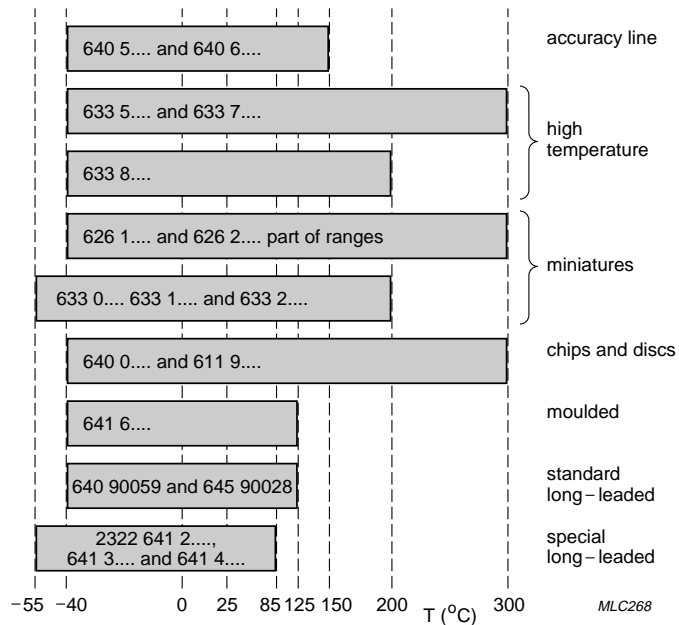 640 5.... and 640 6....
accuracy line
633 5.... and 633 7....
633 8....
high
temperature
626 1.... and 626 2.... part of ranges
633 0.... 633 1.... and 633 2....
miniatures
640 0.... and 611 9....
chips and discs
641 6....
moulded
640 90059 and 645 90028
standard
long−leaded
2322 641 2....,
641 3.... and 641 4....
special
long−leaded
−55 −40 0 25 85 125 150 200 T (°C) 300
MLC268